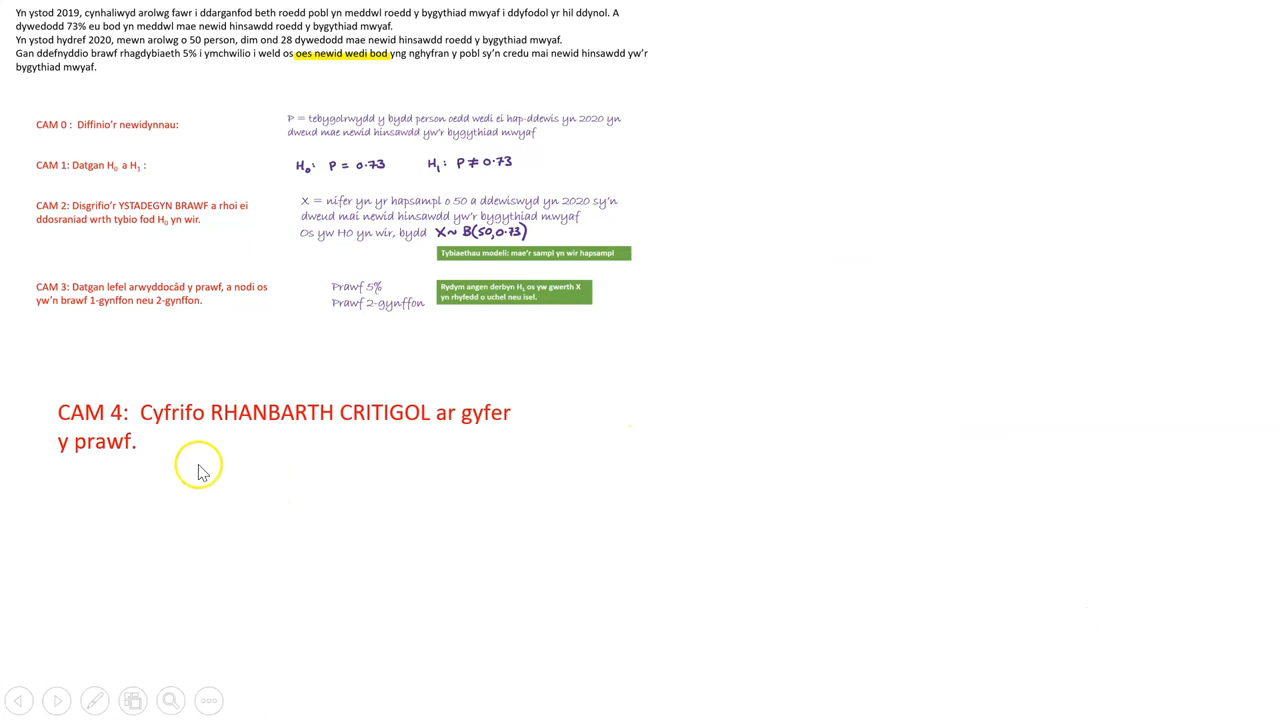 Yn ystod 2019, cynhaliwyd arolwg fawr i ddarganfod beth roedd pobl yn meddwl roedd y bygythiad mwyaf i ddyfodol yr hil ddynol. A
dywedodd 73% eu bod yn meddwl mae newid hinsawdd roedd y bygythiad mwyaf.
Yn ystod hydref 2020, mewn arolwg o 50 person, dim ond 28 dywedodd mae newid hinsawdd roedd y bygythiad mwyaf.
Gan ddefnyddio brawf rhagdybiaeth 5% i ymchwilio i weld os oes newid wedi bod yng nghyfran y pobl sy'n credu mai newid hinsawdd yw'r
bygythiad mwyaf.
CAM 0 : Diffinio'r newidynnau:
P = tebygolrwydd y bydd person oedd wedi ei hap-ddewis yn 2020 yn
dweud mae newid hinsawdd yw'r bygythiad mwyaf
CAM 1: Datgan H₀ a H₁ :
H₀: P = 0.73 H₁: P ≠ 0.73
CAM 2: Disgrifio'r YSTADEGYN BRAWF a rhoi ei
ddosraniad wrth tybio fod H₀ yn wir.
X = nifer yn yr hapsampl o 50 a ddewiswyd yn 2020 sy'n
dweud mai newid hinsawdd yw'r bygythiad mwyaf
Os yw H0 yn wir, bydd X ~ B(50, 0.73)
Tybiaethau modeli: mae'r sampl yn wir hapsampl
CAM 3: Datgan lefel arwyddocâd y prawf, a nodi os
yw'n brawf 1-gynffon neu 2-gynffon.
Prawf 5%
Prawf 2-gynffon
Rydym angen derbyn H₁ os yw gwerth X
yn rhyfedd o uchel neu isel.
CAM 4: Cyfrifo RHANBARTH CRITIGOL ar gyfer
y prawf.